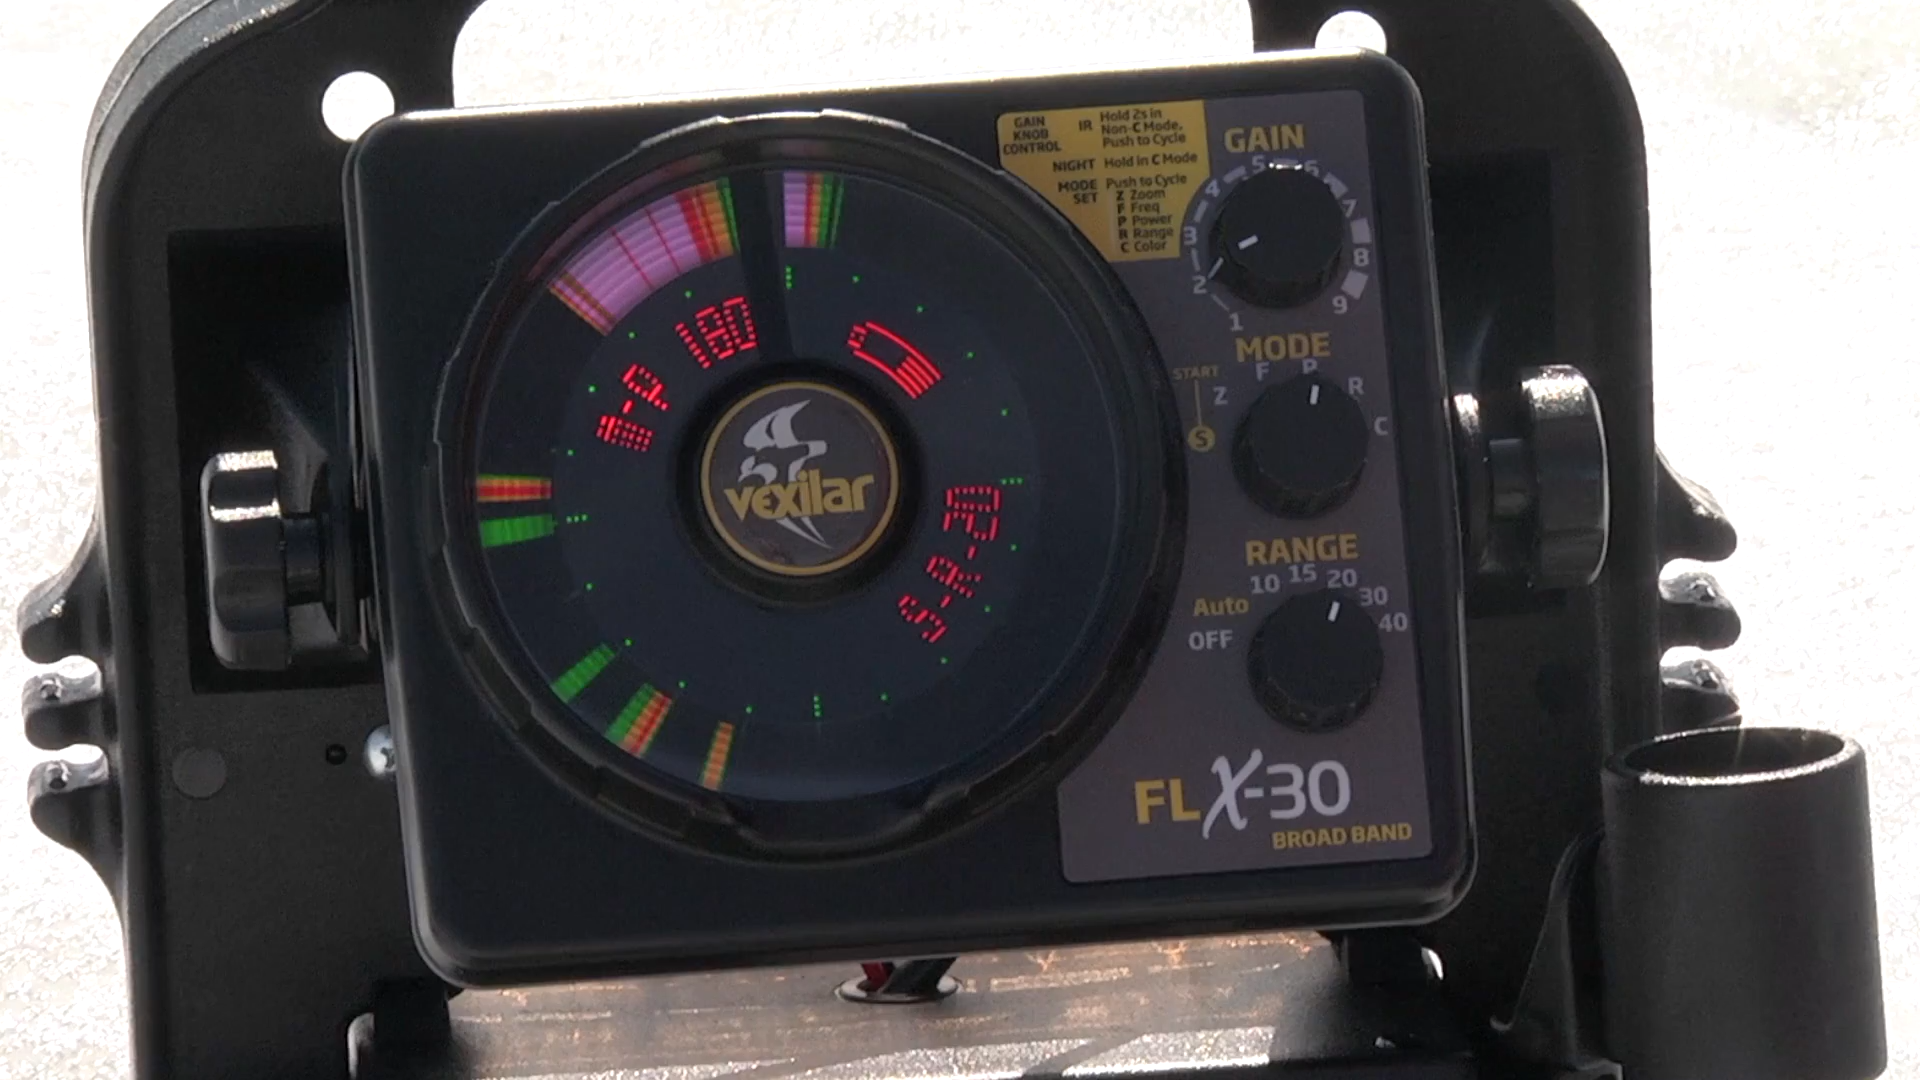 GAIN
KNOB
CONTROL
IR
Hold 2s in
Non-C Mode,
Push to Cycle
NIGHT Hold in C Mode
MODE
SET
Push to Cycle
Z Zoom
F Freq
P Power
R Range
C Color
GAIN
1 2 3 4 5 6 7 8 9
MODE
START
S
Z F P R C
RANGE
OFF Auto 10 15 20 30 40
180
vexilar
FLX-30
BROAD BAND